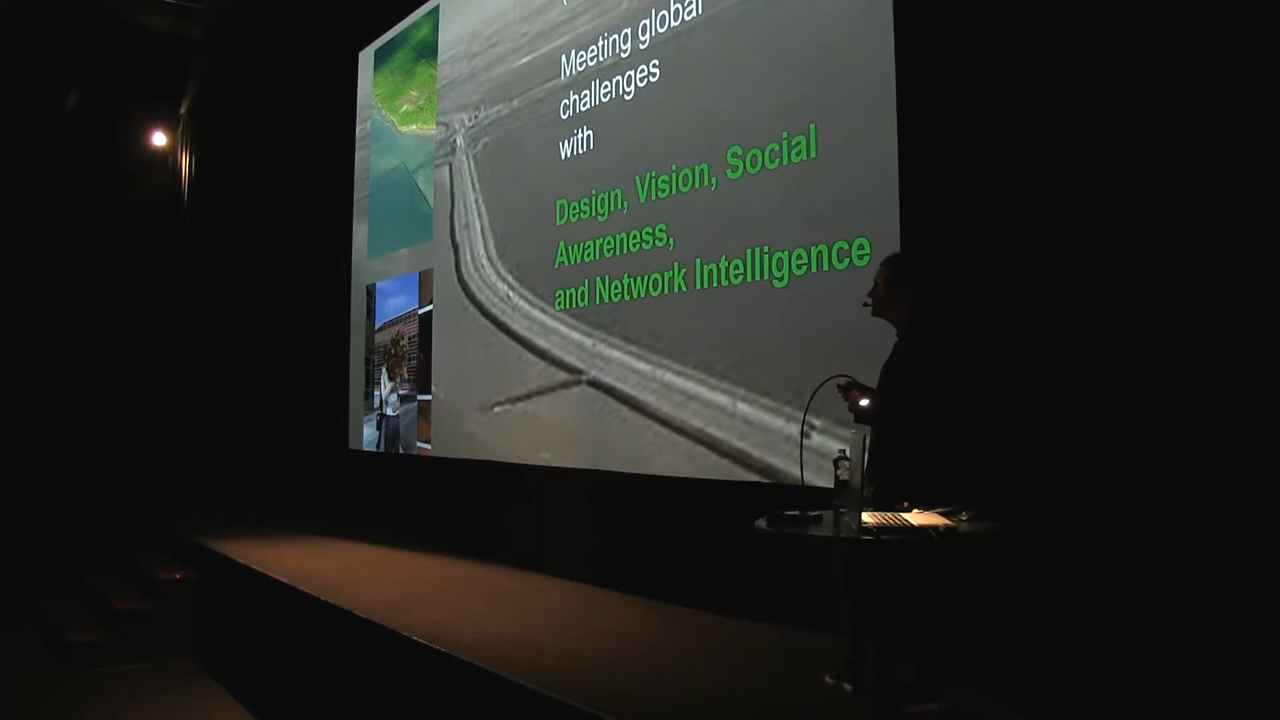 Meeting global
challenges
with
Design, Vision, Social
Awareness,
and Network Intelligence